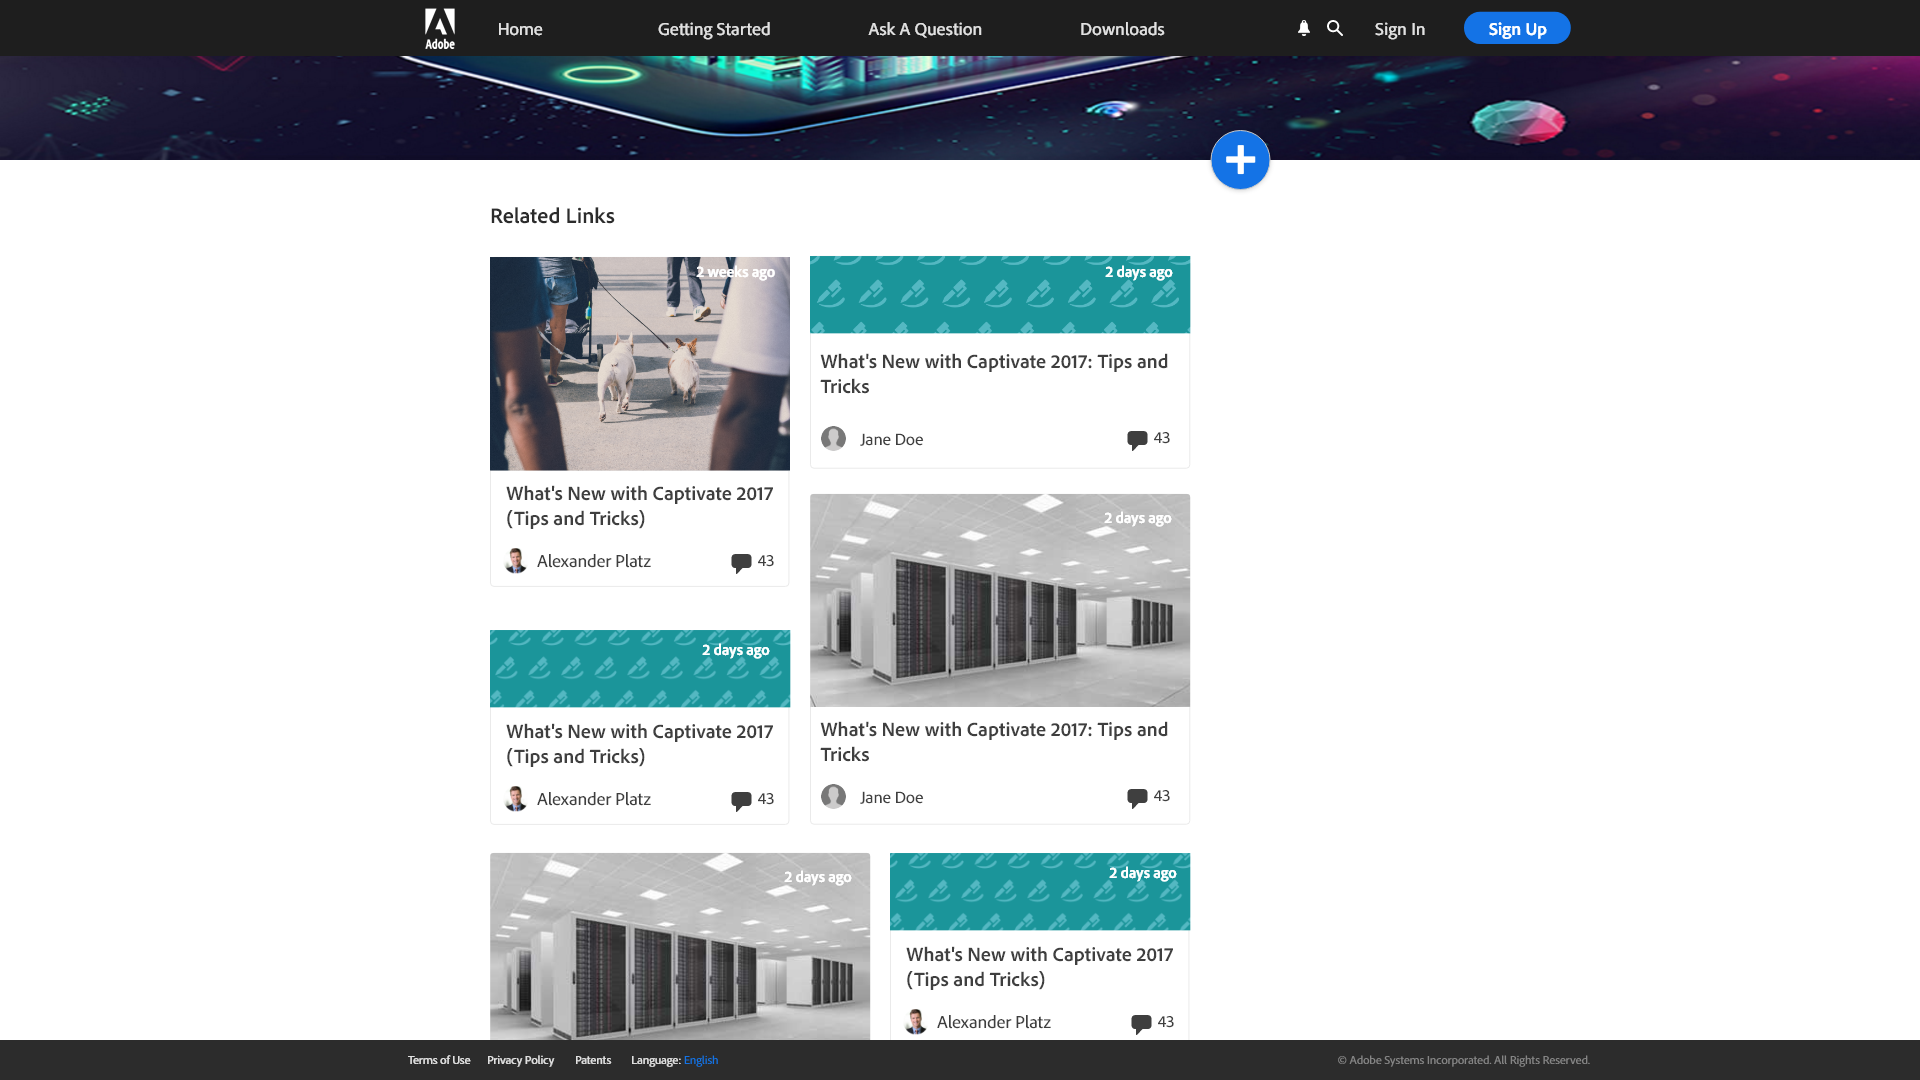 Adobe
Home
Getting Started
Ask A Question
Downloads
Sign In
Sign Up
Related Links
2 weeks ago
What's New with Captivate 2017
(Tips and Tricks)
Alexander Platz
43
2 days ago
What's New with Captivate 2017: Tips and
Tricks
Jane Doe
43
2 days ago
What's New with Captivate 2017: Tips and
Tricks
Jane Doe
43
2 days ago
What's New with Captivate 2017
(Tips and Tricks)
Alexander Platz
43
2 days ago
2 days ago
What's New with Captivate 2017
(Tips and Tricks)
Alexander Platz
43
Terms of Use
Privacy Policy
Patents
Language: English
© Adobe Systems Incorporated. All Rights Reserved.